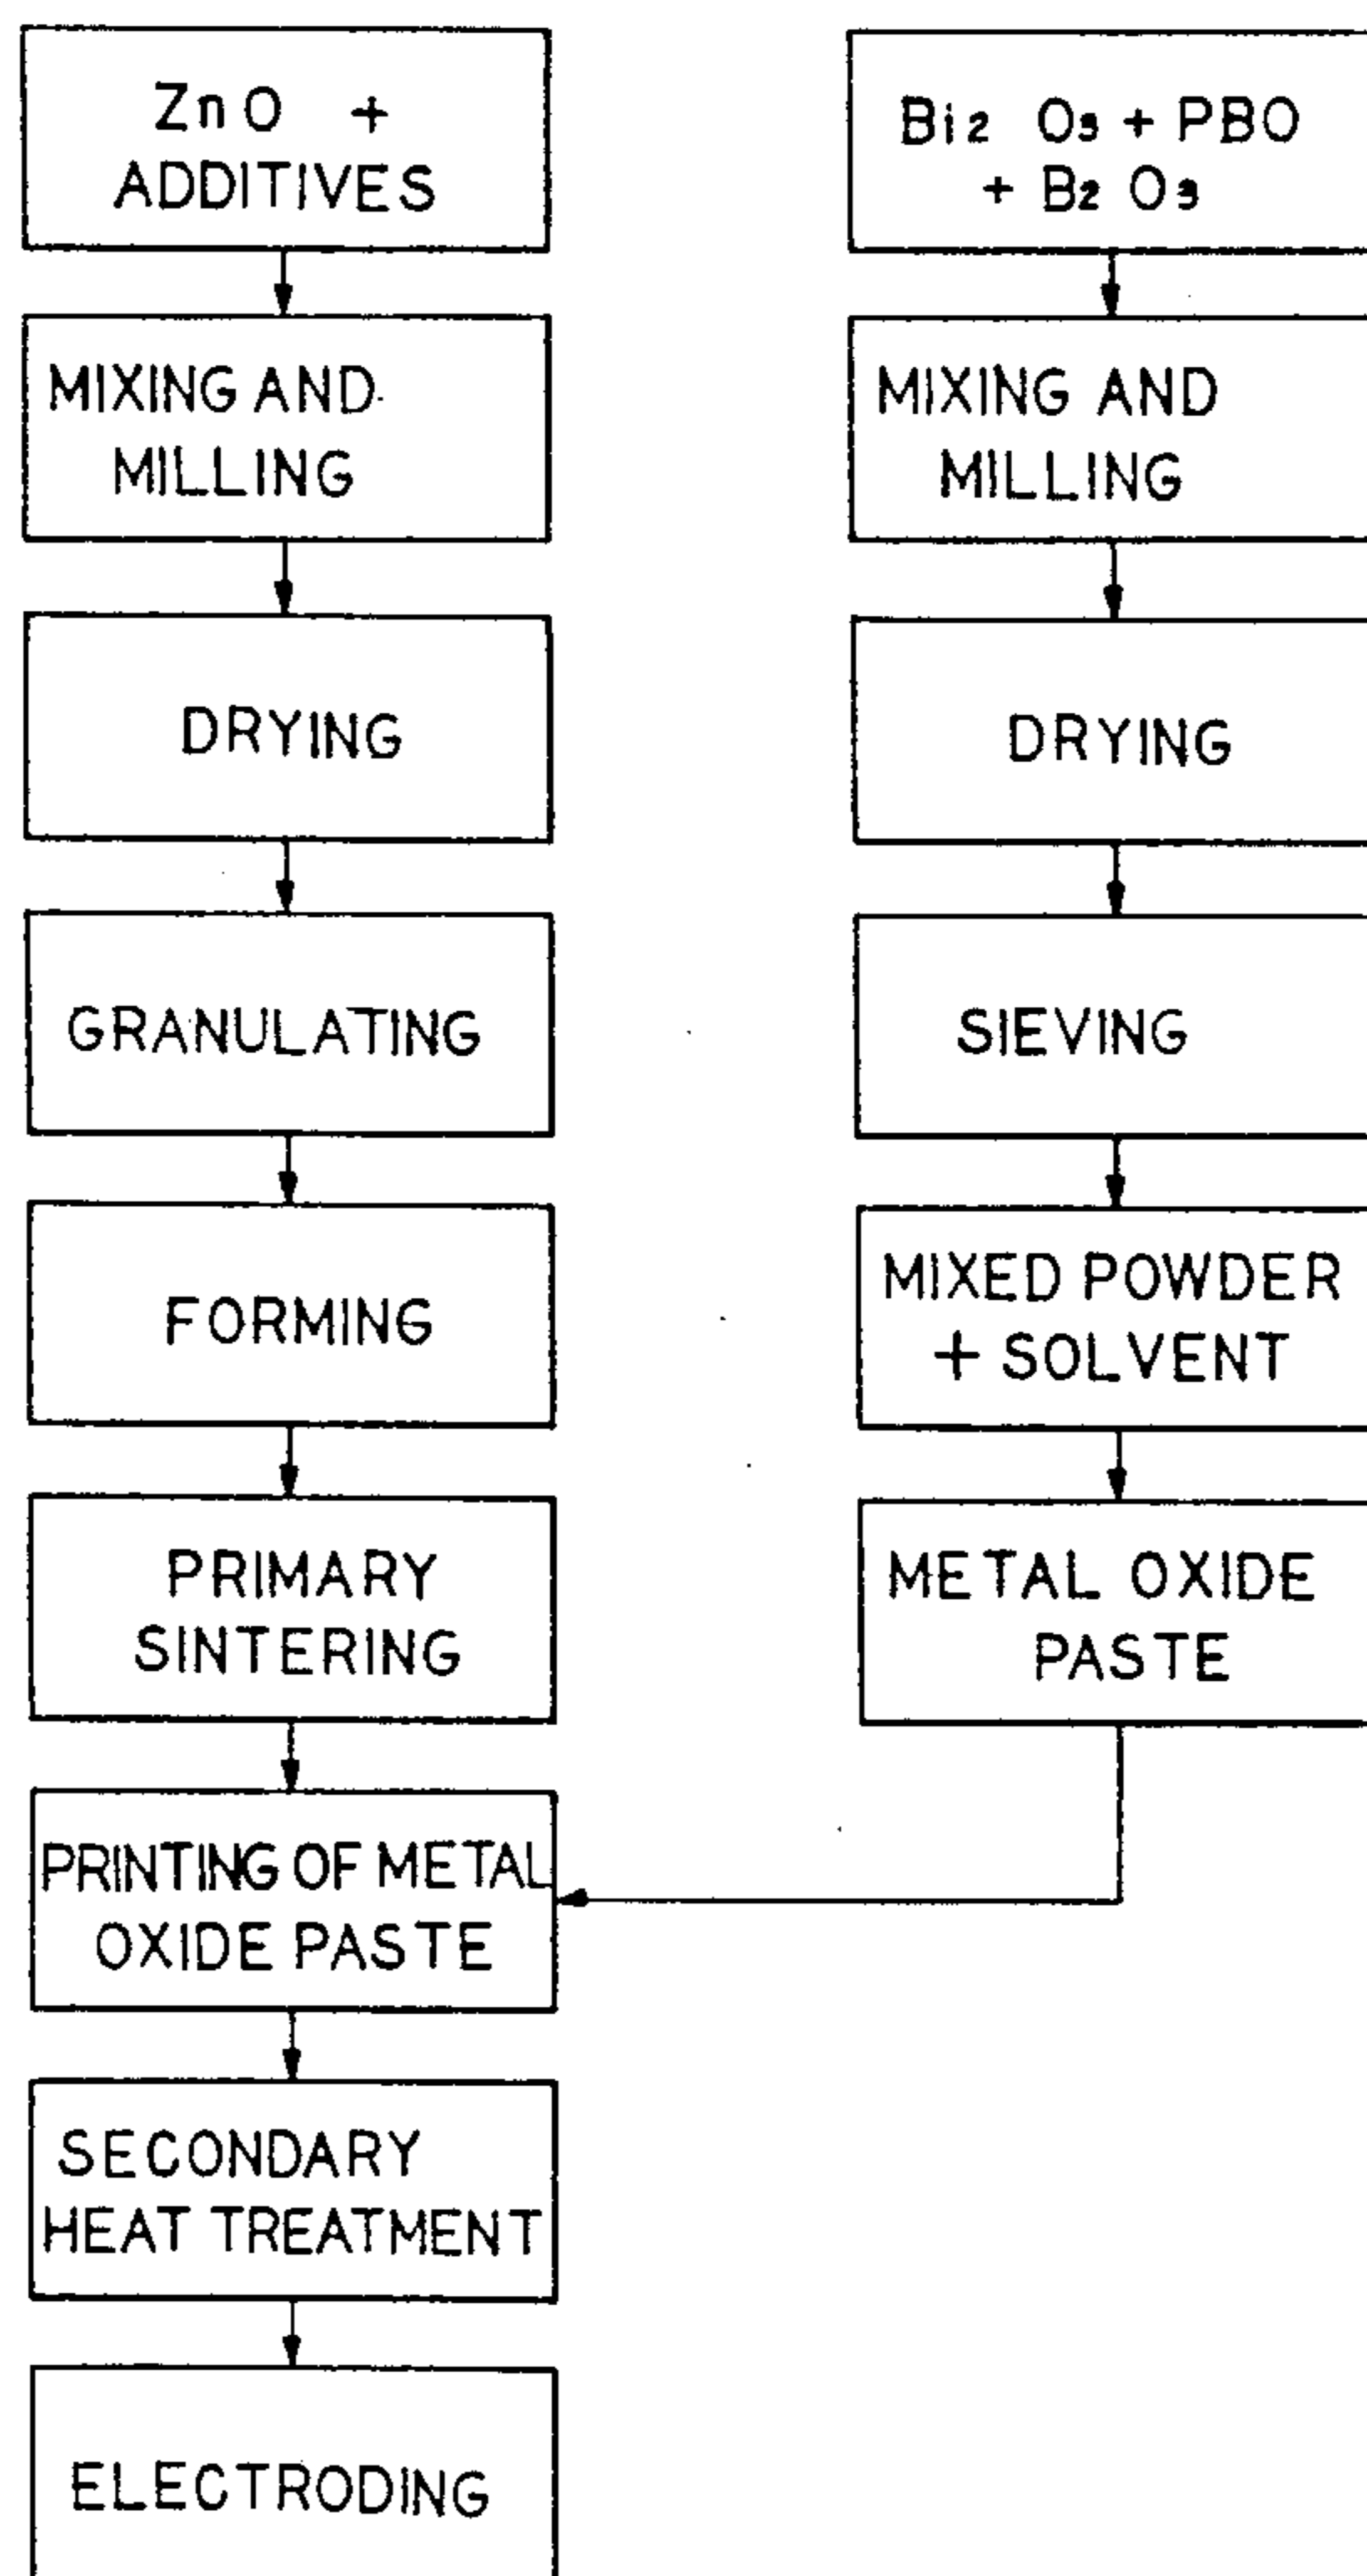 ZnO +
ADDITIVES
MIXING AND
MILLING
DRYING
GRANULATING
FORMING
PRIMARY
SINTERING
PRINTING OF METAL
OXIDE PASTE
SECONDARY
HEAT TREATMENT
ELECTRODING
Bi2 O3 + PBO
+ B2 O3
MIXING AND
MILLING
DRYING
SIEVING
MIXED POWDER
+ SOLVENT
METAL OXIDE
PASTE